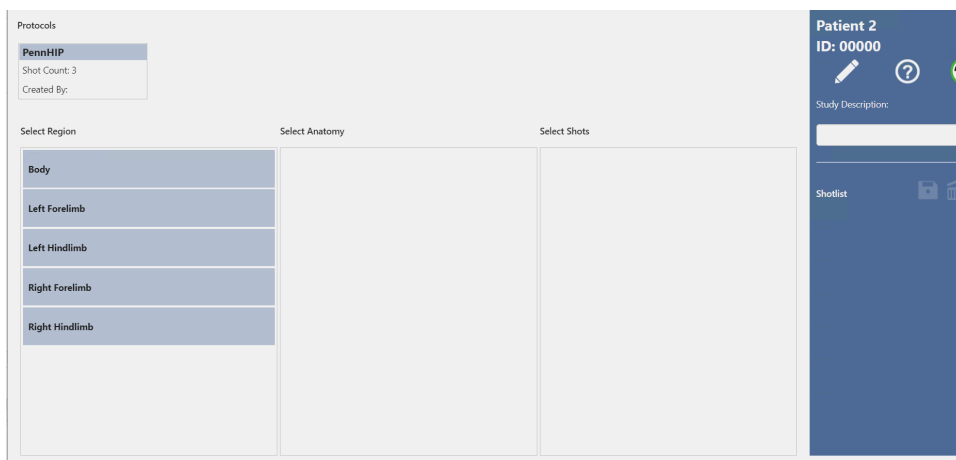 Protocols
PennHIP
Shot Count: 3
Created By:
Select Region
Select Anatomy
Select Shots
Body
Left Forelimb
Left Hindlimb
Right Forelimb
Right Hindlimb
Patient 2
ID: 00000
?
Study Description:
Shotlist